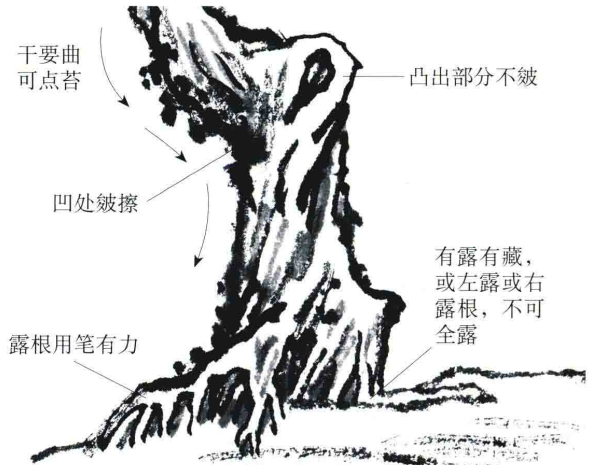 干要曲
可点苔
凸出部分不皴
凹处皴擦
有露有藏，
或左露或右
露根，不可
全露
露根用笔有力